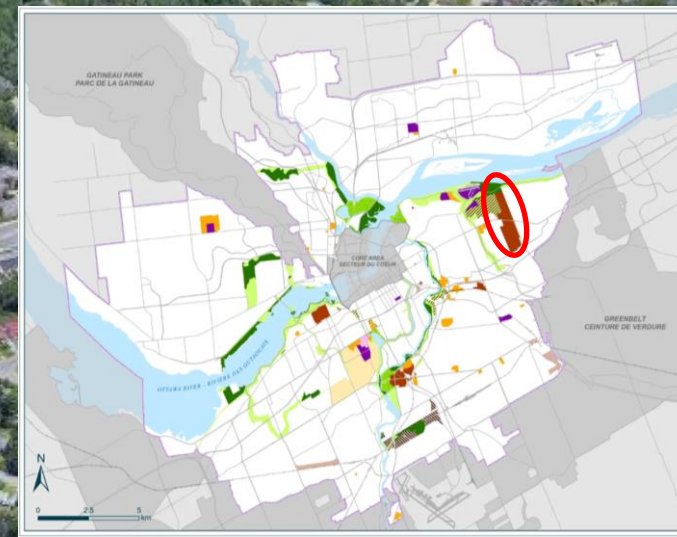 GATINEAU PARK
PARC DE LA GATINEAU
CORE AREA
SECTEUR DU COEUR
GREENBELT
CEINTURE DE VERDURE
OTTAWA RIVER - RIVIÈRE DES OUTAOUAIS
N
0 2.5 5
km